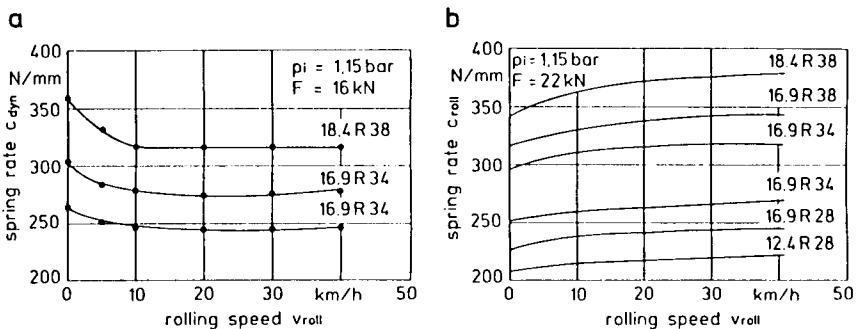 a
400
N/mm
350
300
250
200
spring rate c dyn
pi = 1,15 bar
F = 16 kN
18.4 R 38
16.9 R 34
16.9 R 34
0
10
20
30
km/h
50
rolling speed vroll
b
400
N/mm
350
300
250
200
spring rate c roll
pi = 1,15 bar
F = 22 kN
18.4 R 38
16.9 R 38
16.9 R 34
16.9 R 34
16.9 R 28
12.4 R 28
0
10
20
30
km/h
50
rolling speed vroll